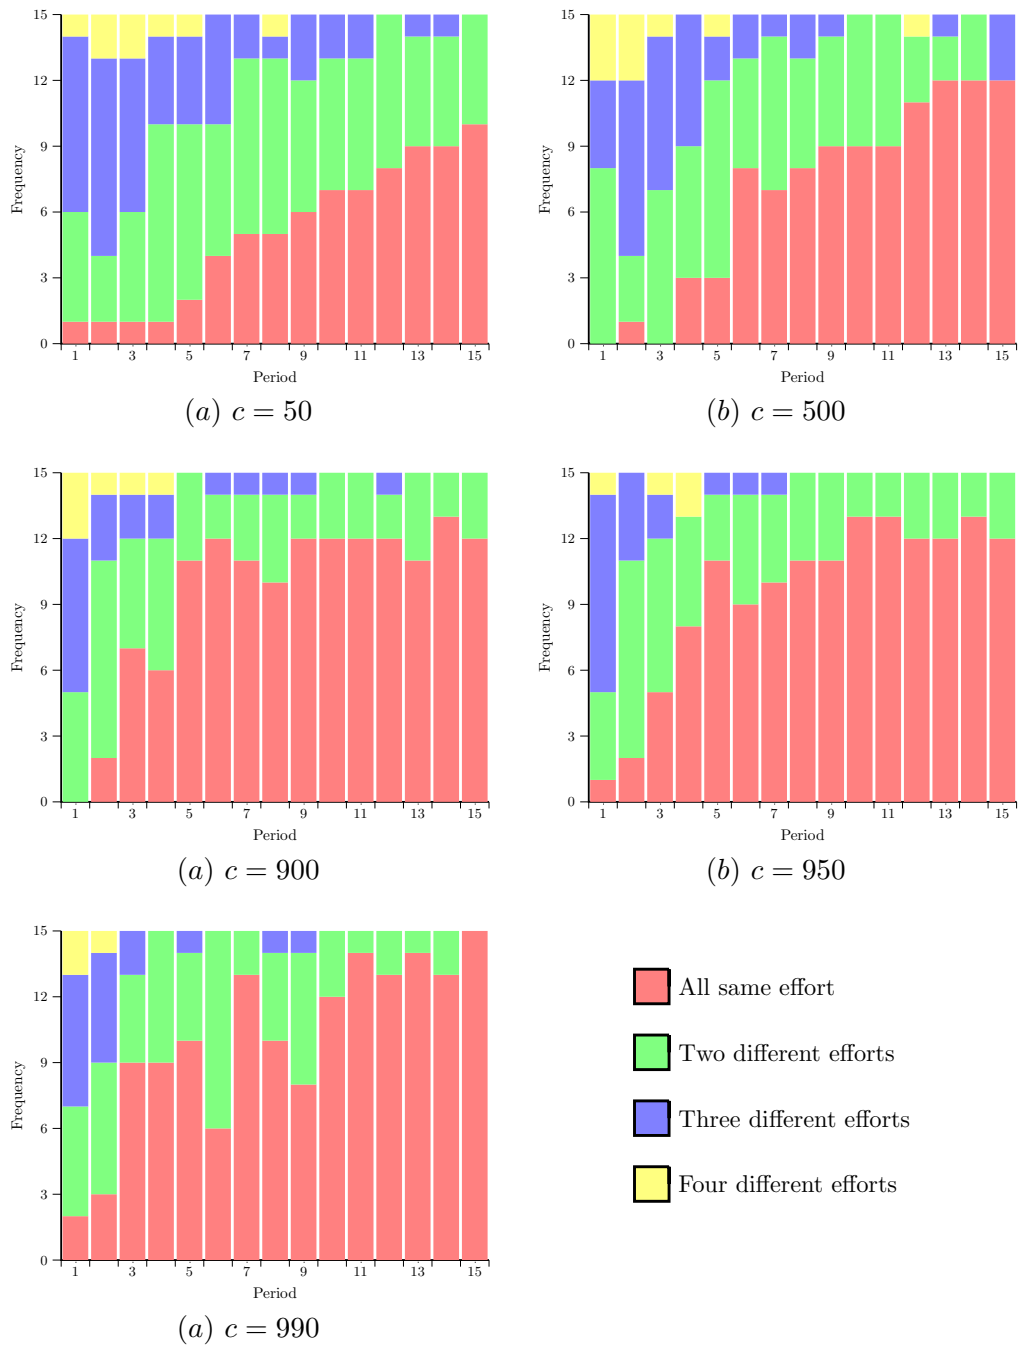 15
12
9
6
3
0
Frequency
1 3 5 7 9 11 13 15
Period
(a) c = 50
15
12
9
6
3
0
Frequency
1 3 5 7 9 11 13 15
Period
(b) c = 500
15
12
9
6
3
0
Frequency
1 3 5 7 9 11 13 15
Period
(a) c = 900
15
12
9
6
3
0
Frequency
1 3 5 7 9 11 13 15
Period
(b) c = 950
15
12
9
6
3
0
Frequency
1 3 5 7 9 11 13 15
Period
(a) c = 990
All same effort
Two different efforts
Three different efforts
Four different efforts